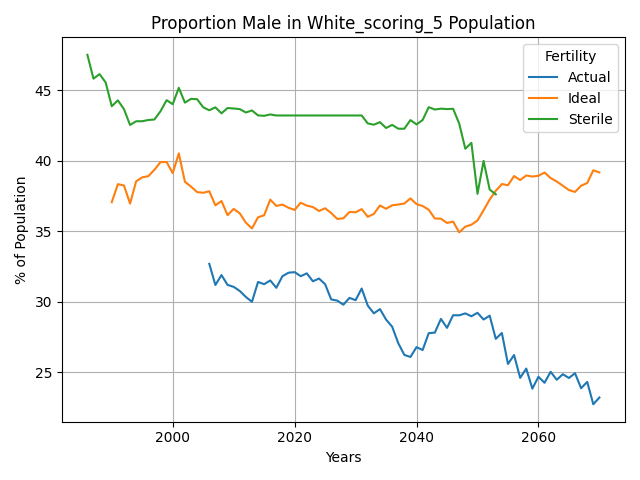 Proportion Male in White_scoring_5 Population
Fertility
Actual
Ideal
Sterile
% of Population
45
40
35
30
25
2000
2020
2040
2060
Years